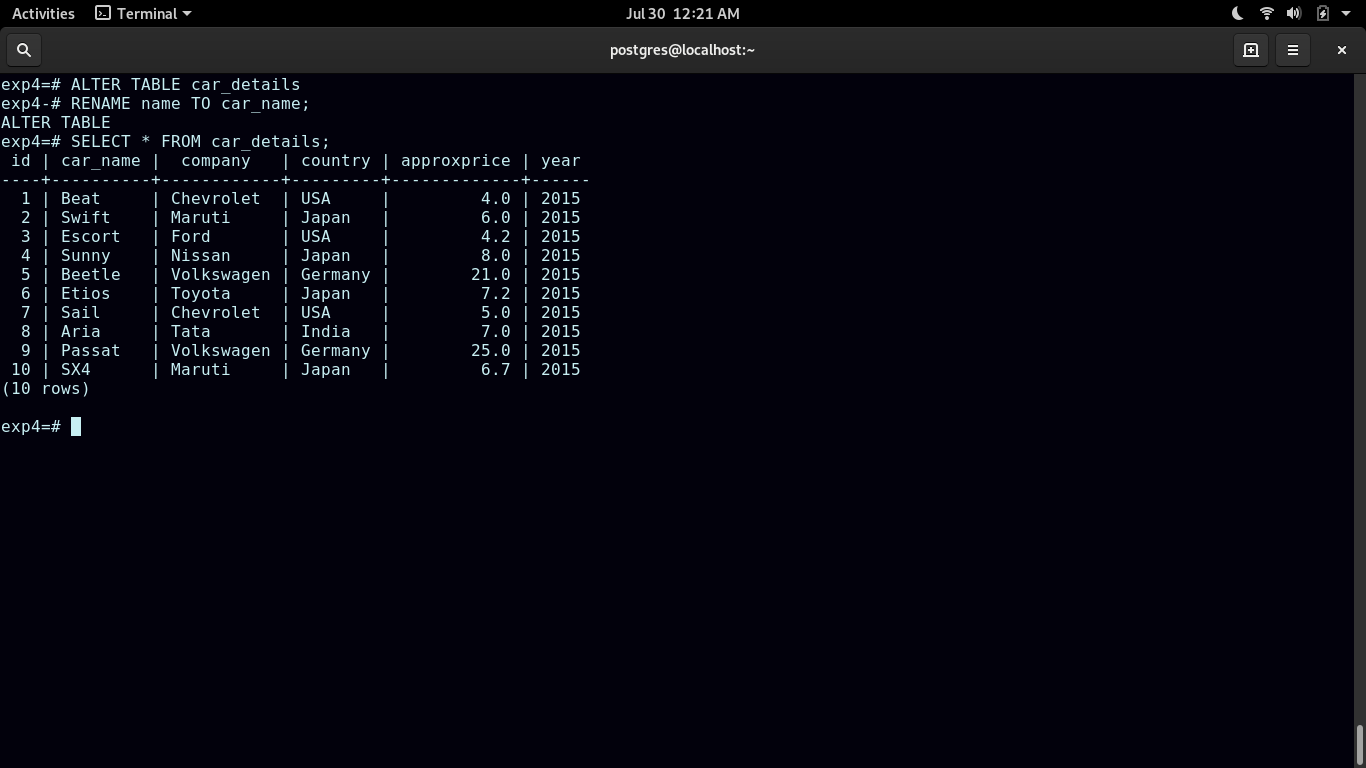 Activities Terminal Jul 30 12:21 AM
postgres@localhost:~
exp4=# ALTER TABLE car_details
exp4-# RENAME name TO car_name;
ALTER TABLE
exp4=# SELECT * FROM car_details;
 id | car_name |  company   | country | approxprice | year
----+----------+------------+---------+-------------+------
  1 | Beat     | Chevrolet  | USA     |         4.0 | 2015
  2 | Swift    | Maruti     | Japan   |         6.0 | 2015
  3 | Escort   | Ford       | USA     |         4.2 | 2015
  4 | Sunny    | Nissan     | Japan   |         8.0 | 2015
  5 | Beetle   | Volkswagen | Germany |        21.0 | 2015
  6 | Etios    | Toyota     | Japan   |         7.2 | 2015
  7 | Sail     | Chevrolet  | USA     |         5.0 | 2015
  8 | Aria     | Tata       | India   |         7.0 | 2015
  9 | Passat   | Volkswagen | Germany |        25.0 | 2015
 10 | SX4      | Maruti     | Japan   |         6.7 | 2015
(10 rows)
exp4=#